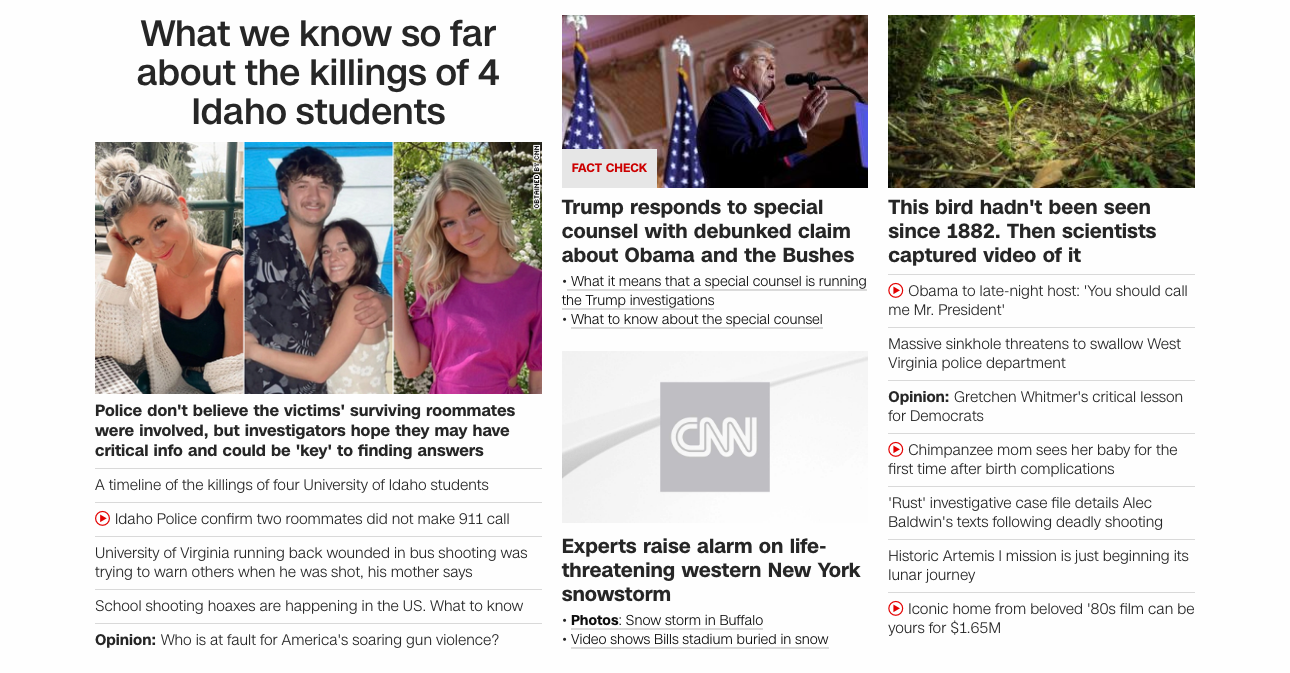 What we know so far
about the killings of 4
Idaho students
OBTAINED BY CNN
Police don't believe the victims' surviving roommates
were involved, but investigators hope they may have
critical info and could be 'key' to finding answers
A timeline of the killings of four University of Idaho students
Idaho Police confirm two roommates did not make 911 call
University of Virginia running back wounded in bus shooting was
trying to warn others when he was shot, his mother says
School shooting hoaxes are happening in the US. What to know
Opinion: Who is at fault for America's soaring gun violence?
FACT CHECK
Trump responds to special
counsel with debunked claim
about Obama and the Bushes
• What it means that a special counsel is running
the Trump investigations
• What to know about the special counsel
CNN
Experts raise alarm on life-
threatening western New York
snowstorm
• Photos: Snow storm in Buffalo
• Video shows Bills stadium buried in snow
This bird hadn't been seen
since 1882. Then scientists
captured video of it
Obama to late-night host: 'You should call
me Mr. President'
Massive sinkhole threatens to swallow West
Virginia police department
Opinion: Gretchen Whitmer's critical lesson
for Democrats
Chimpanzee mom sees her baby for the
first time after birth complications
'Rust' investigative case file details Alec
Baldwin's texts following deadly shooting
Historic Artemis I mission is just beginning its
lunar journey
Iconic home from beloved '80s film can be
yours for $1.65M